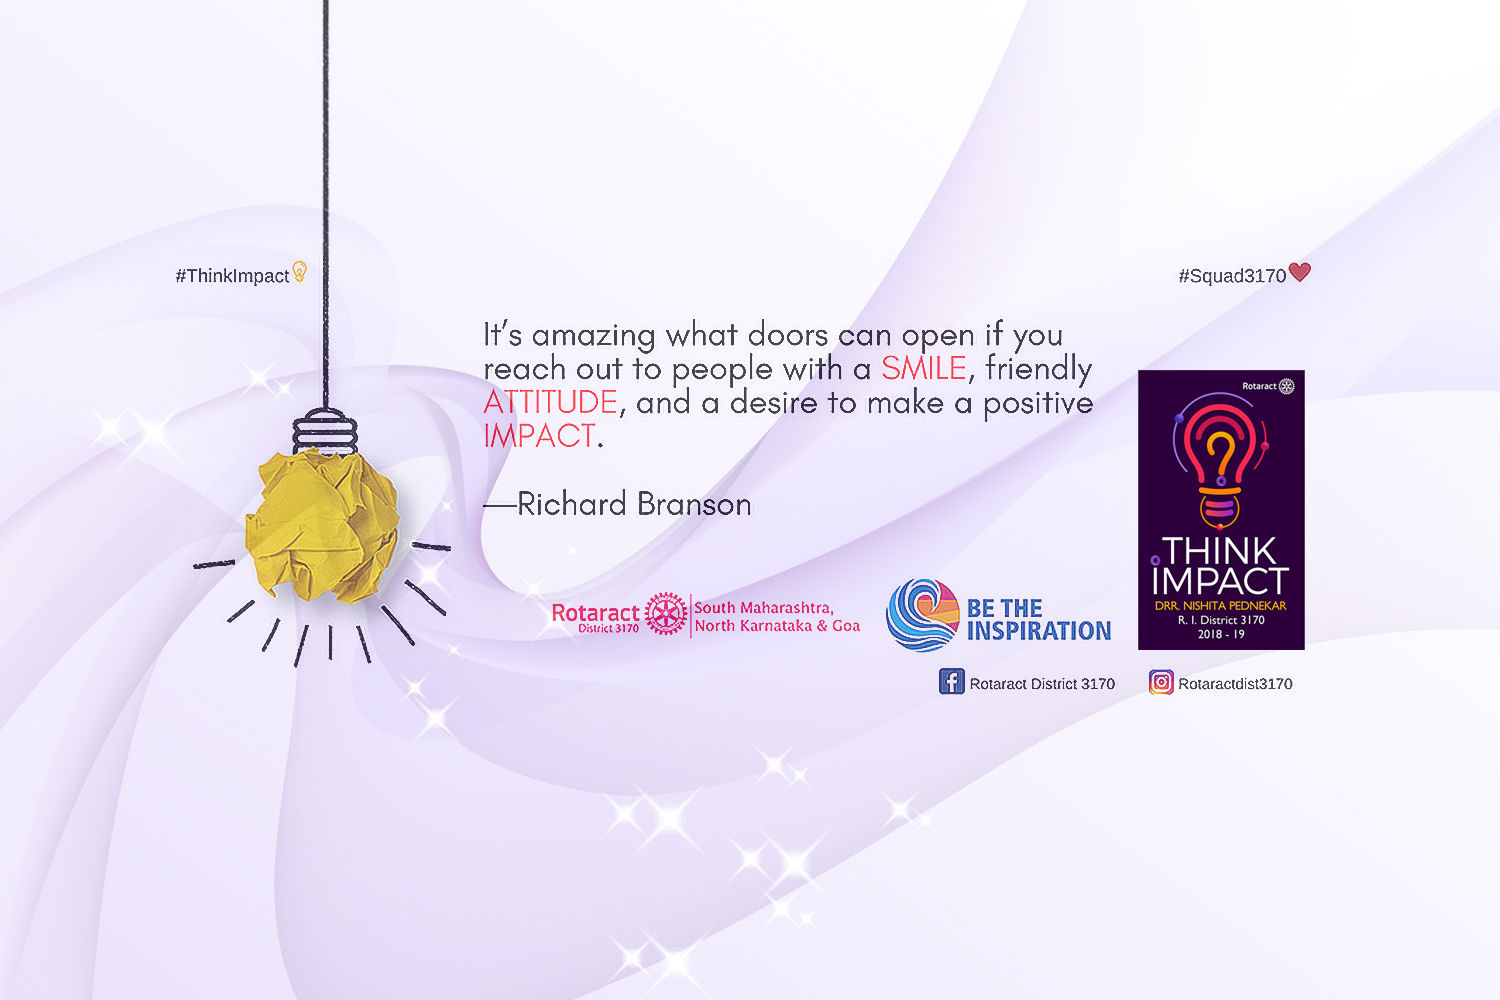 #ThinkImpact
#Squad3170
It’s amazing what doors can open if you
reach out to people with a SMILE, friendly
ATTITUDE, and a desire to make a positive
IMPACT.
—Richard Branson
Rotaract
THINK
IMPACT
DRR. NISHITA PEDNEKAR
R. I. District 3170
2018 - 19
Rotaract
District 3170
South Maharashtra,
North Karnataka & Goa
BE THE
INSPIRATION
Rotaract District 3170
Rotaractdist3170